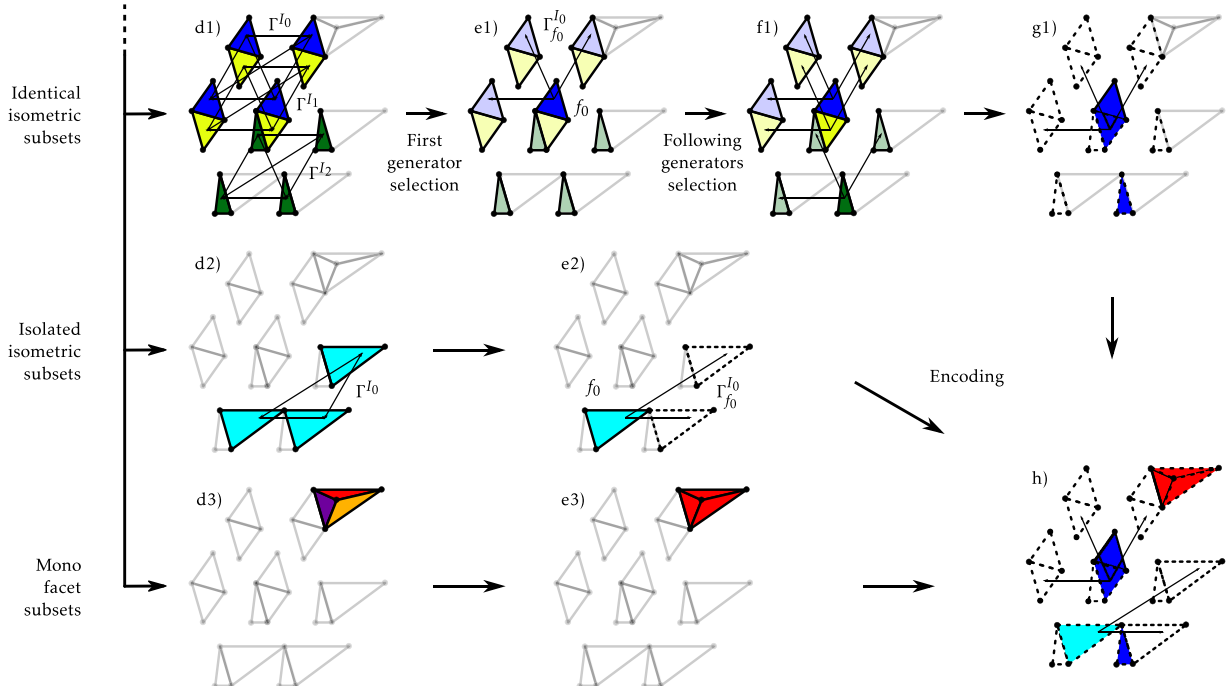 d1)
Γ^{I_0}
e1)
Γ^{I_0}_{f_0}
f1)
g1)
Identical
isometric
subsets
Γ^{I_1}
f_0
First
generator
selection
Following
generators
selection
Γ^{I_2}
d2)
e2)
Isolated
isometric
subsets
Γ^{I_0}
f_0
Γ^{I_0}_{f_0}
Encoding
d3)
e3)
h)
Mono
facet
subsets